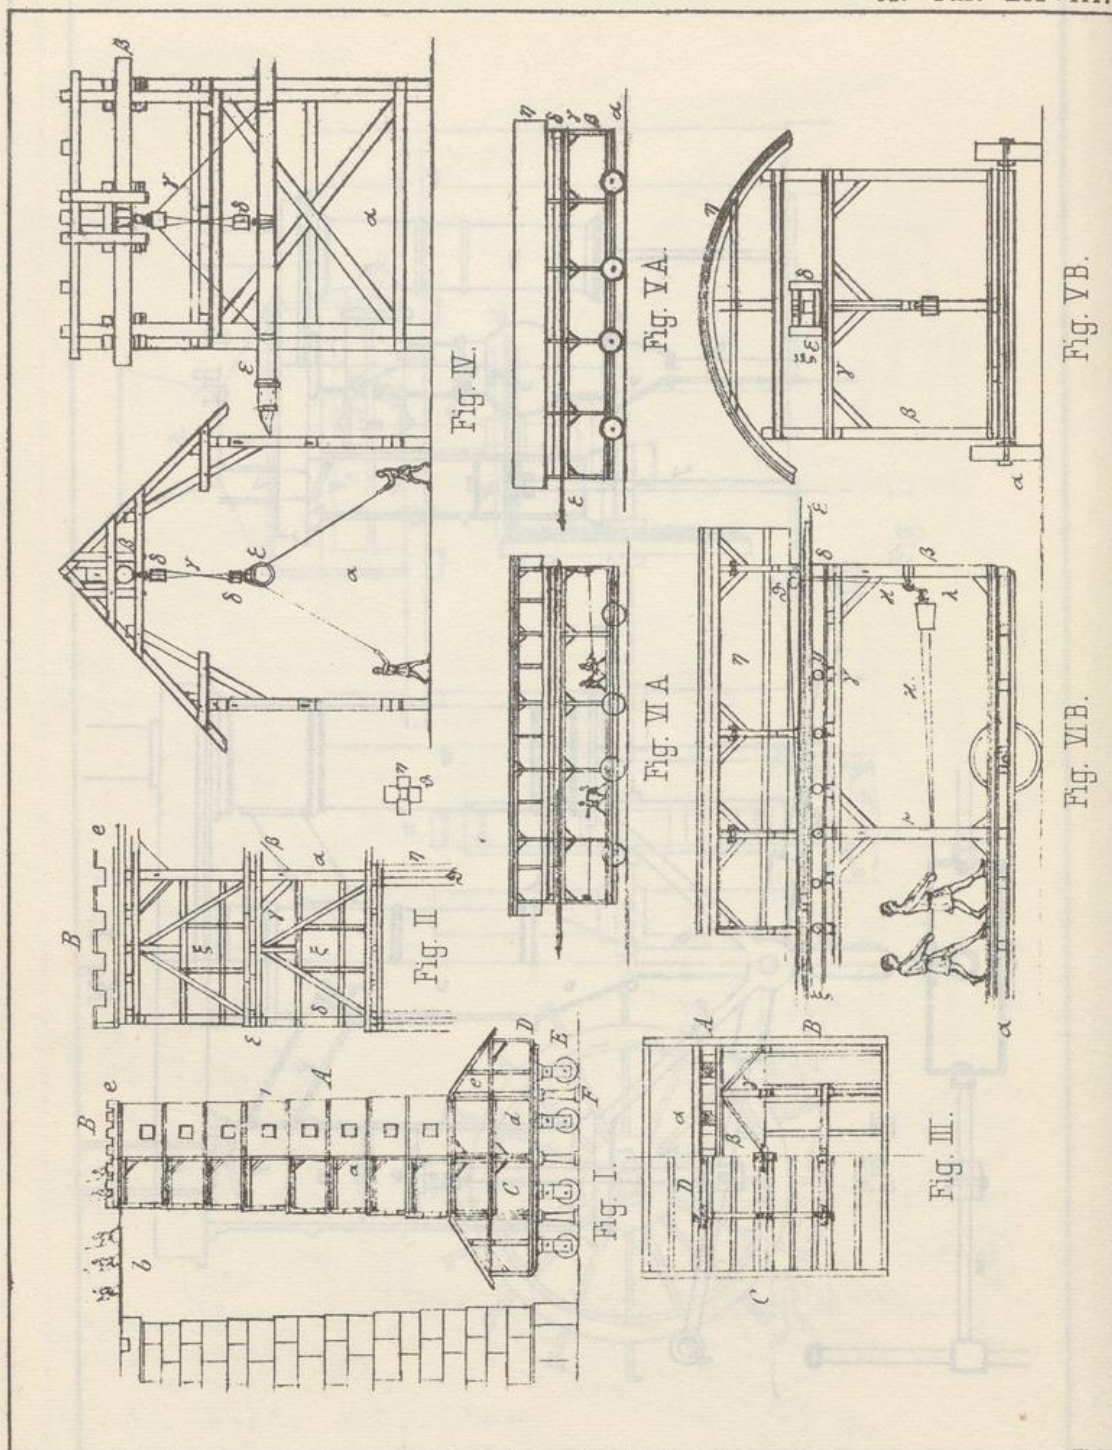 β
γ
δ
α
ε
Fig. IV.
β
δ
γ
δ
ε
α
η
δ
γ
β
α
ε
Fig. V A.
η
δ
ξ ε
γ
β
α
Fig. V B.
B e
β
γ
α
ξ
ξ
δ
ε
η
Fig. II
η
ϑ
Fig. VI A
ε
δ
η
ϰ
β
λ
γ
ϰ
ξ
α
Fig. VI B.
B e
A
a
b
e
D
d
C
E
F
Fig. I.
A
α
β
γ
B
D
C
Fig. III.